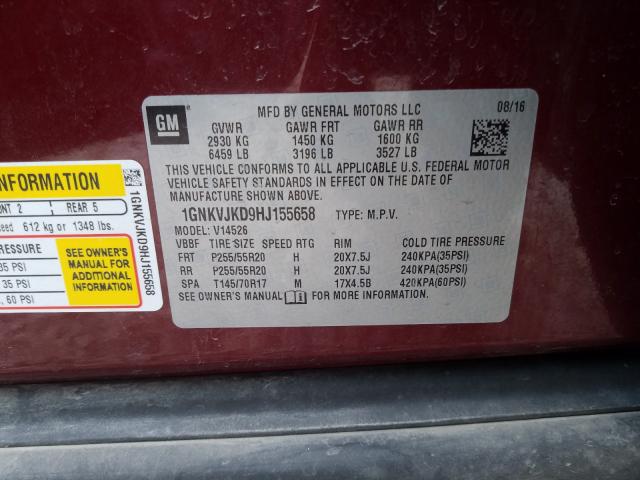 GM
MFD BY GENERAL MOTORS LLC 08/16
GVWR GAWR FRT GAWR RR
2930 KG 1450 KG 1600 KG
6459 LB 3196 LB 3527 LB
THIS VEHICLE CONFORMS TO ALL APPLICABLE U.S. FEDERAL MOTOR
VEHICLE SAFETY STANDARDS IN EFFECT ON THE DATE OF
MANUFACTURE SHOWN ABOVE.
1GNKVJKD9HJ155658 TYPE: M.P.V.
MODEL: V14526
VBBF TIRE SIZE SPEED RTG RIM COLD TIRE PRESSURE
FRT P255/55R20 H 20X7.5J 240KPA(35PSI)
RR P255/55R20 H 20X7.5J 240KPA(35PSI)
SPA T145/70R17 M 17X4.5B 420KPA(60PSI)
SEE OWNER'S MANUAL FOR MORE INFORMATION.
INFORMATION
2 REAR 5
exceed 612 kg or 1348 lbs.
PRESSURE
35 PSI
35 PSI
60 PSI
SEE OWNER'S
MANUAL FOR
ADDITIONAL
INFORMATION
1GNKVJKD9HJ155658